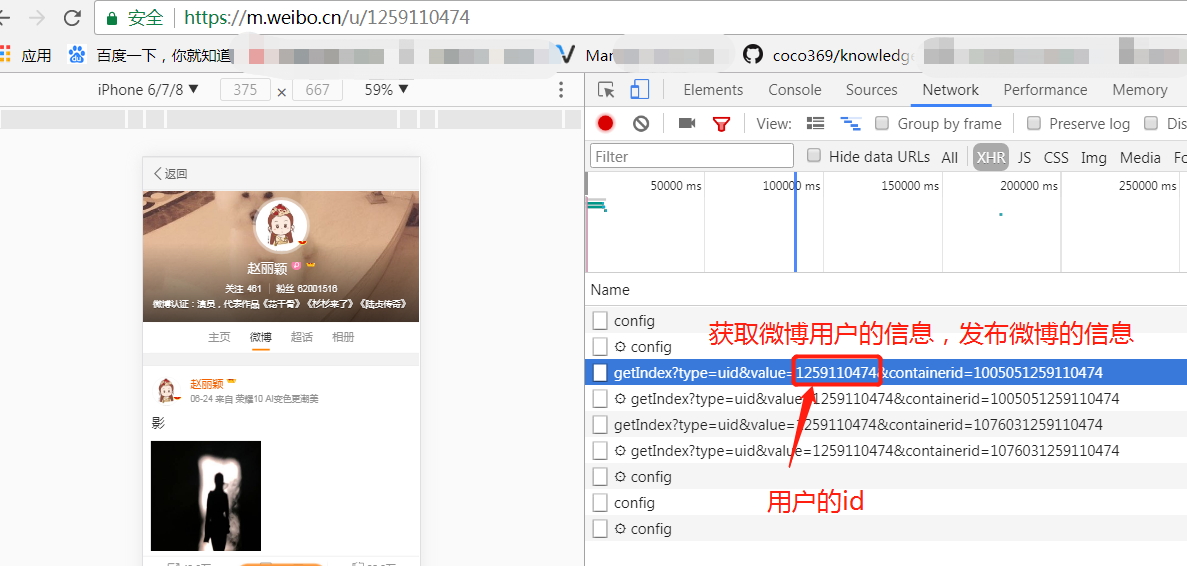 安全 https://m.weibo.cn/u/1259110474
应用 百度一下，你就知道 Mar coco369/knowledge
iPhone 6/7/8 ▼ 375 × 667 59% ▼
Elements Console Sources Network Performance Memory
View: Group by frame Preserve log Dis
Filter Hide data URLs All XHR JS CSS Img Media Fo
50000 ms 100000 ms 150000 ms 200000 ms 250000 ms
返回
赵丽颖
关注 461 粉丝 62001516
微博认证：演员，代表作品《花千骨》《杉杉来了》《陆贞传奇》
主页 微博 超话 相册
赵丽颖
06-24 来自 荣耀10 AI变色更潮美
影
Name
config
config
获取微博用户的信息，发布微博的信息
getIndex?type=uid&value=1259110474&containerid=1005051259110474
getIndex?type=uid&value=1259110474&containerid=1005051259110474
getIndex?type=uid&value=1259110474&containerid=1076031259110474
getIndex?type=uid&value=1259110474&containerid=1076031259110474
config
用户的id
config
config